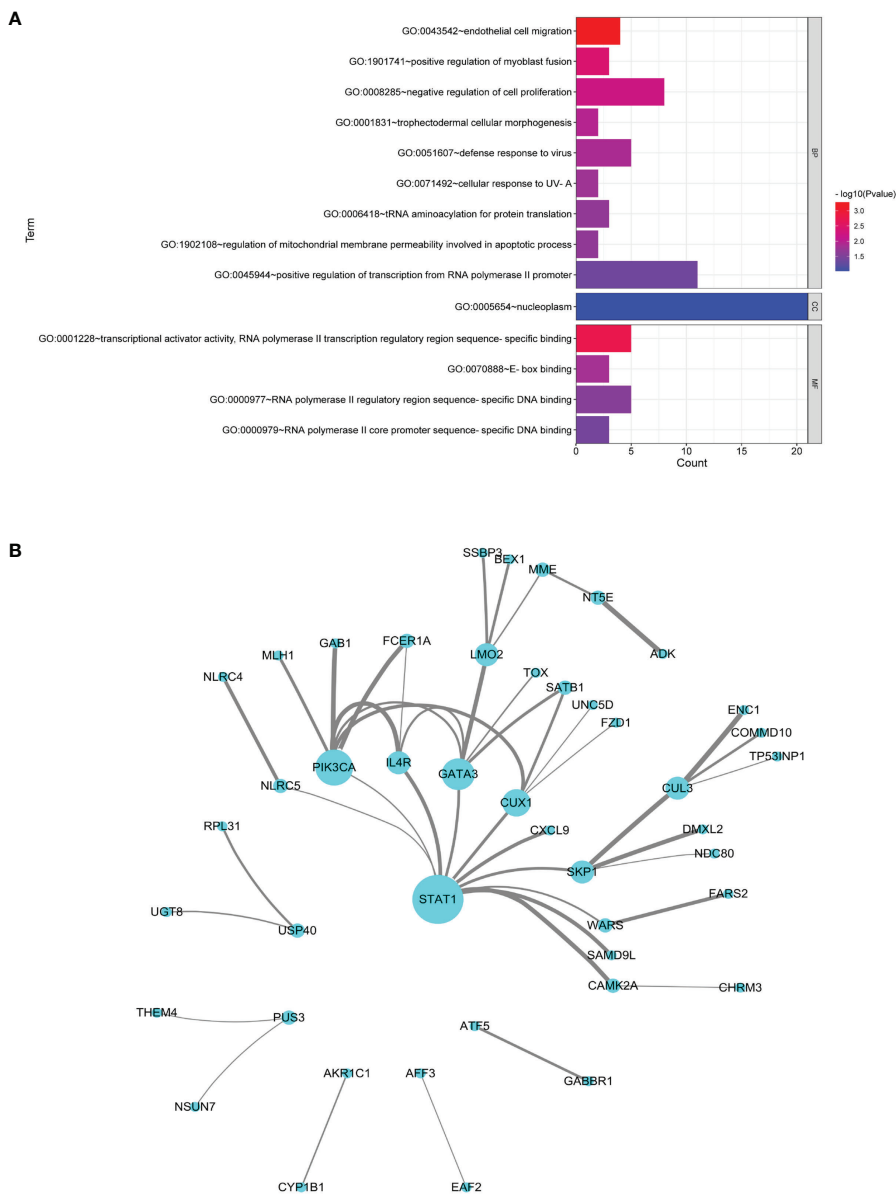 A
Term
GO:0043542~endothelial cell migration
GO:1901741~positive regulation of myoblast fusion
GO:0008285~negative regulation of cell proliferation
GO:0001831~trophectodermal cellular morphogenesis
GO:0051607~defense response to virus
GO:0071492~cellular response to UV- A
GO:0006418~tRNA aminoacylation for protein translation
GO:1902108~regulation of mitochondrial membrane permeability involved in apoptotic process
GO:0045944~positive regulation of transcription from RNA polymerase II promoter
BP
GO:0005654~nucleoplasm
CC
GO:0001228~transcriptional activator activity, RNA polymerase II transcription regulatory region sequence- specific binding
GO:0070888~E- box binding
GO:0000977~RNA polymerase II regulatory region sequence- specific DNA binding
GO:0000979~RNA polymerase II core promoter sequence- specific DNA binding
MF
0 5 10 15 20
Count
- log10(Pvalue)
3.0
2.5
2.0
1.5
B
SSBP3
BEX1
MME
NT5E
ADK
GAB1
FCER1A
MLH1
LMO2
NLRC4
TOX
SATB1
UNC5D
FZD1
ENC1
COMMD10
TP53INP1
PIK3CA
IL4R
GATA3
NLRC5
CUL3
CUX1
RPL31
CXCL9
DMXL2
NDC80
SKP1
STAT1
FARS2
UGT8
USP40
WARS
SAMD9L
CAMK2A
CHRM3
THEM4
PUS3
ATF5
AKR1C1
AFF3
GABBR1
NSUN7
CYP1B1
EAF2